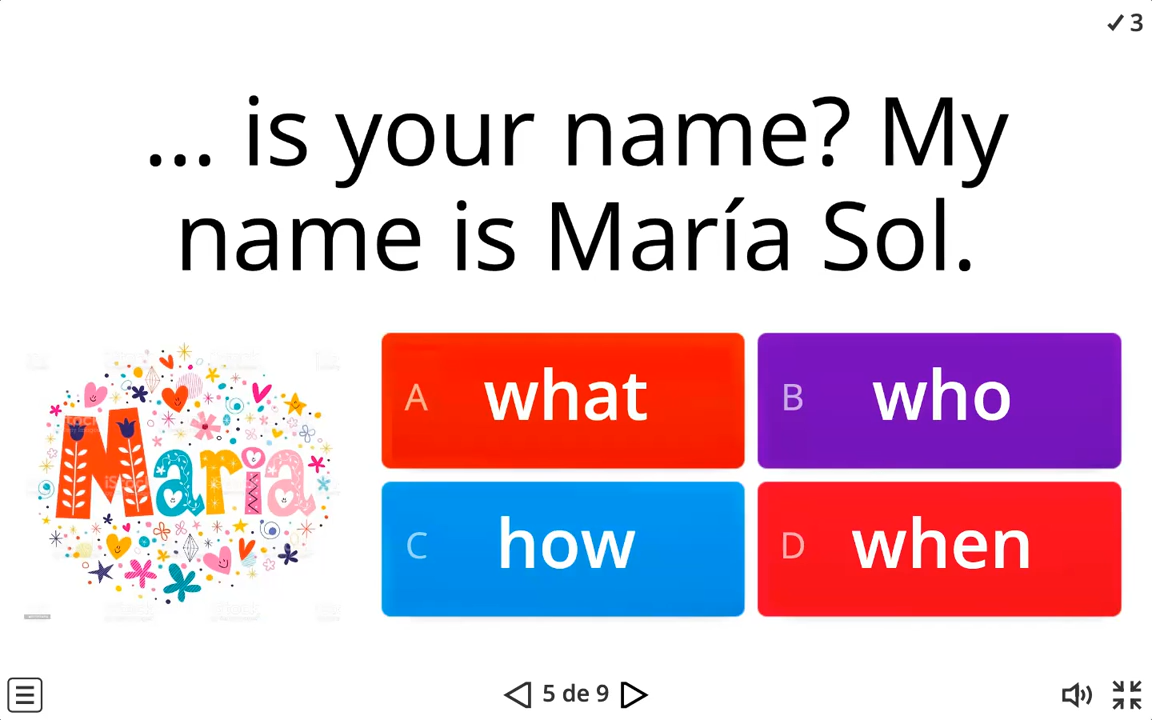 ✓ 3
... is your name? My
name is María Sol.
A what
B who
Maria
C how
D when
5 de 9